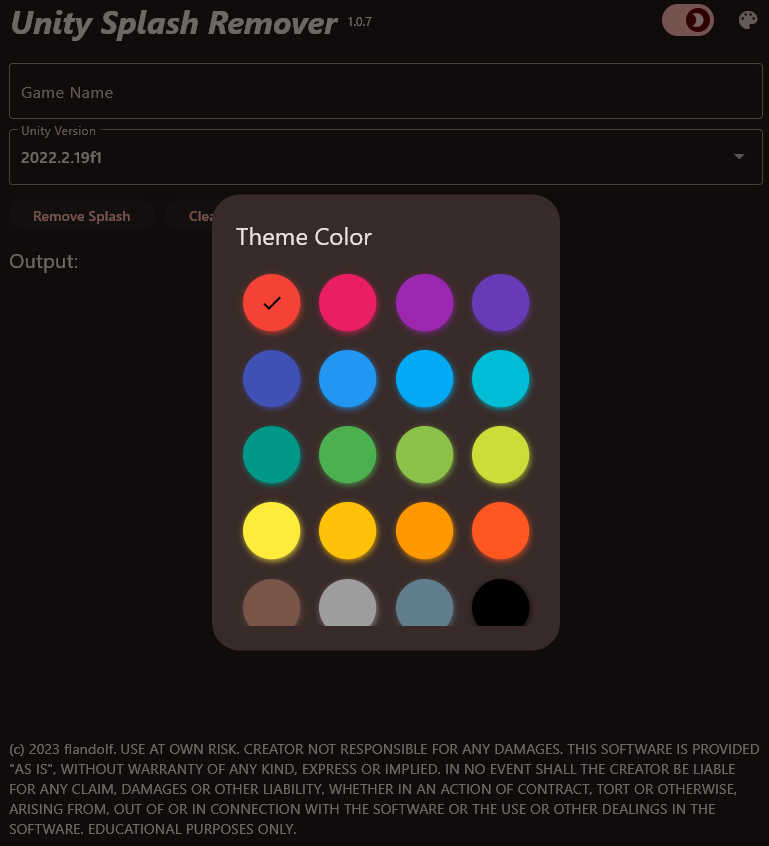 Unity Splash Remover 1.0.7
Game Name
Unity Version
2022.2.19f1
Remove Splash
Output:
Theme Color
(c) 2023 flandolf. USE AT OWN RISK. CREATOR NOT RESPONSIBLE FOR ANY DAMAGES. THIS SOFTWARE IS PROVIDED
"AS IS", WITHOUT WARRANTY OF ANY KIND, EXPRESS OR IMPLIED. IN NO EVENT SHALL THE CREATOR BE LIABLE
FOR ANY CLAIM, DAMAGES OR OTHER LIABILITY, WHETHER IN AN ACTION OF CONTRACT, TORT OR OTHERWISE,
ARISING FROM, OUT OF OR IN CONNECTION WITH THE SOFTWARE OR THE USE OR OTHER DEALINGS IN THE
SOFTWARE. EDUCATIONAL PURPOSES ONLY.